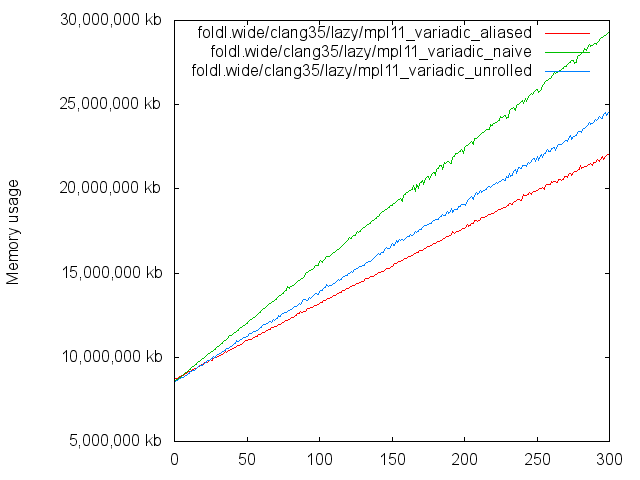 30,000,000 kb
foldl.wide/clang35/lazy/mpl11_variadic_aliased
foldl.wide/clang35/lazy/mpl11_variadic_naive
foldl.wide/clang35/lazy/mpl11_variadic_unrolled
25,000,000 kb
20,000,000 kb
Memory usage
15,000,000 kb
10,000,000 kb
5,000,000 kb
0 50 100 150 200 250 300